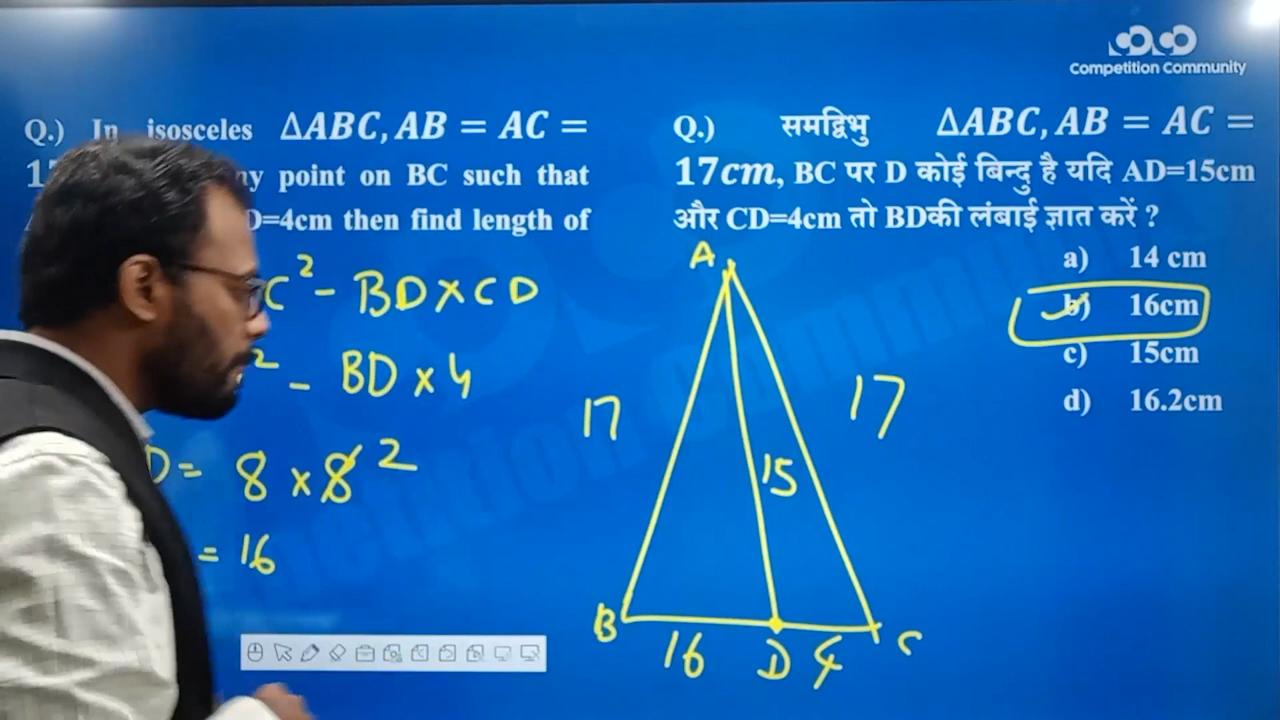 Competition Community
Q.) In isosceles ΔABC, AB = AC =
point on BC such that
=4cm then find length of
Q.) समद्विभु ΔABC, AB = AC =
17cm, BC पर D कोई बिन्दु है यदि AD=15cm
और CD=4cm तो BDकी लंबाई ज्ञात करें ?
a) 14 cm
b) 16cm
c) 15cm
d) 16.2cm
C² - BD×CD
² - BD×4
D= 8×8 2
= 16
A
17
17
15
B
16
D
4
C